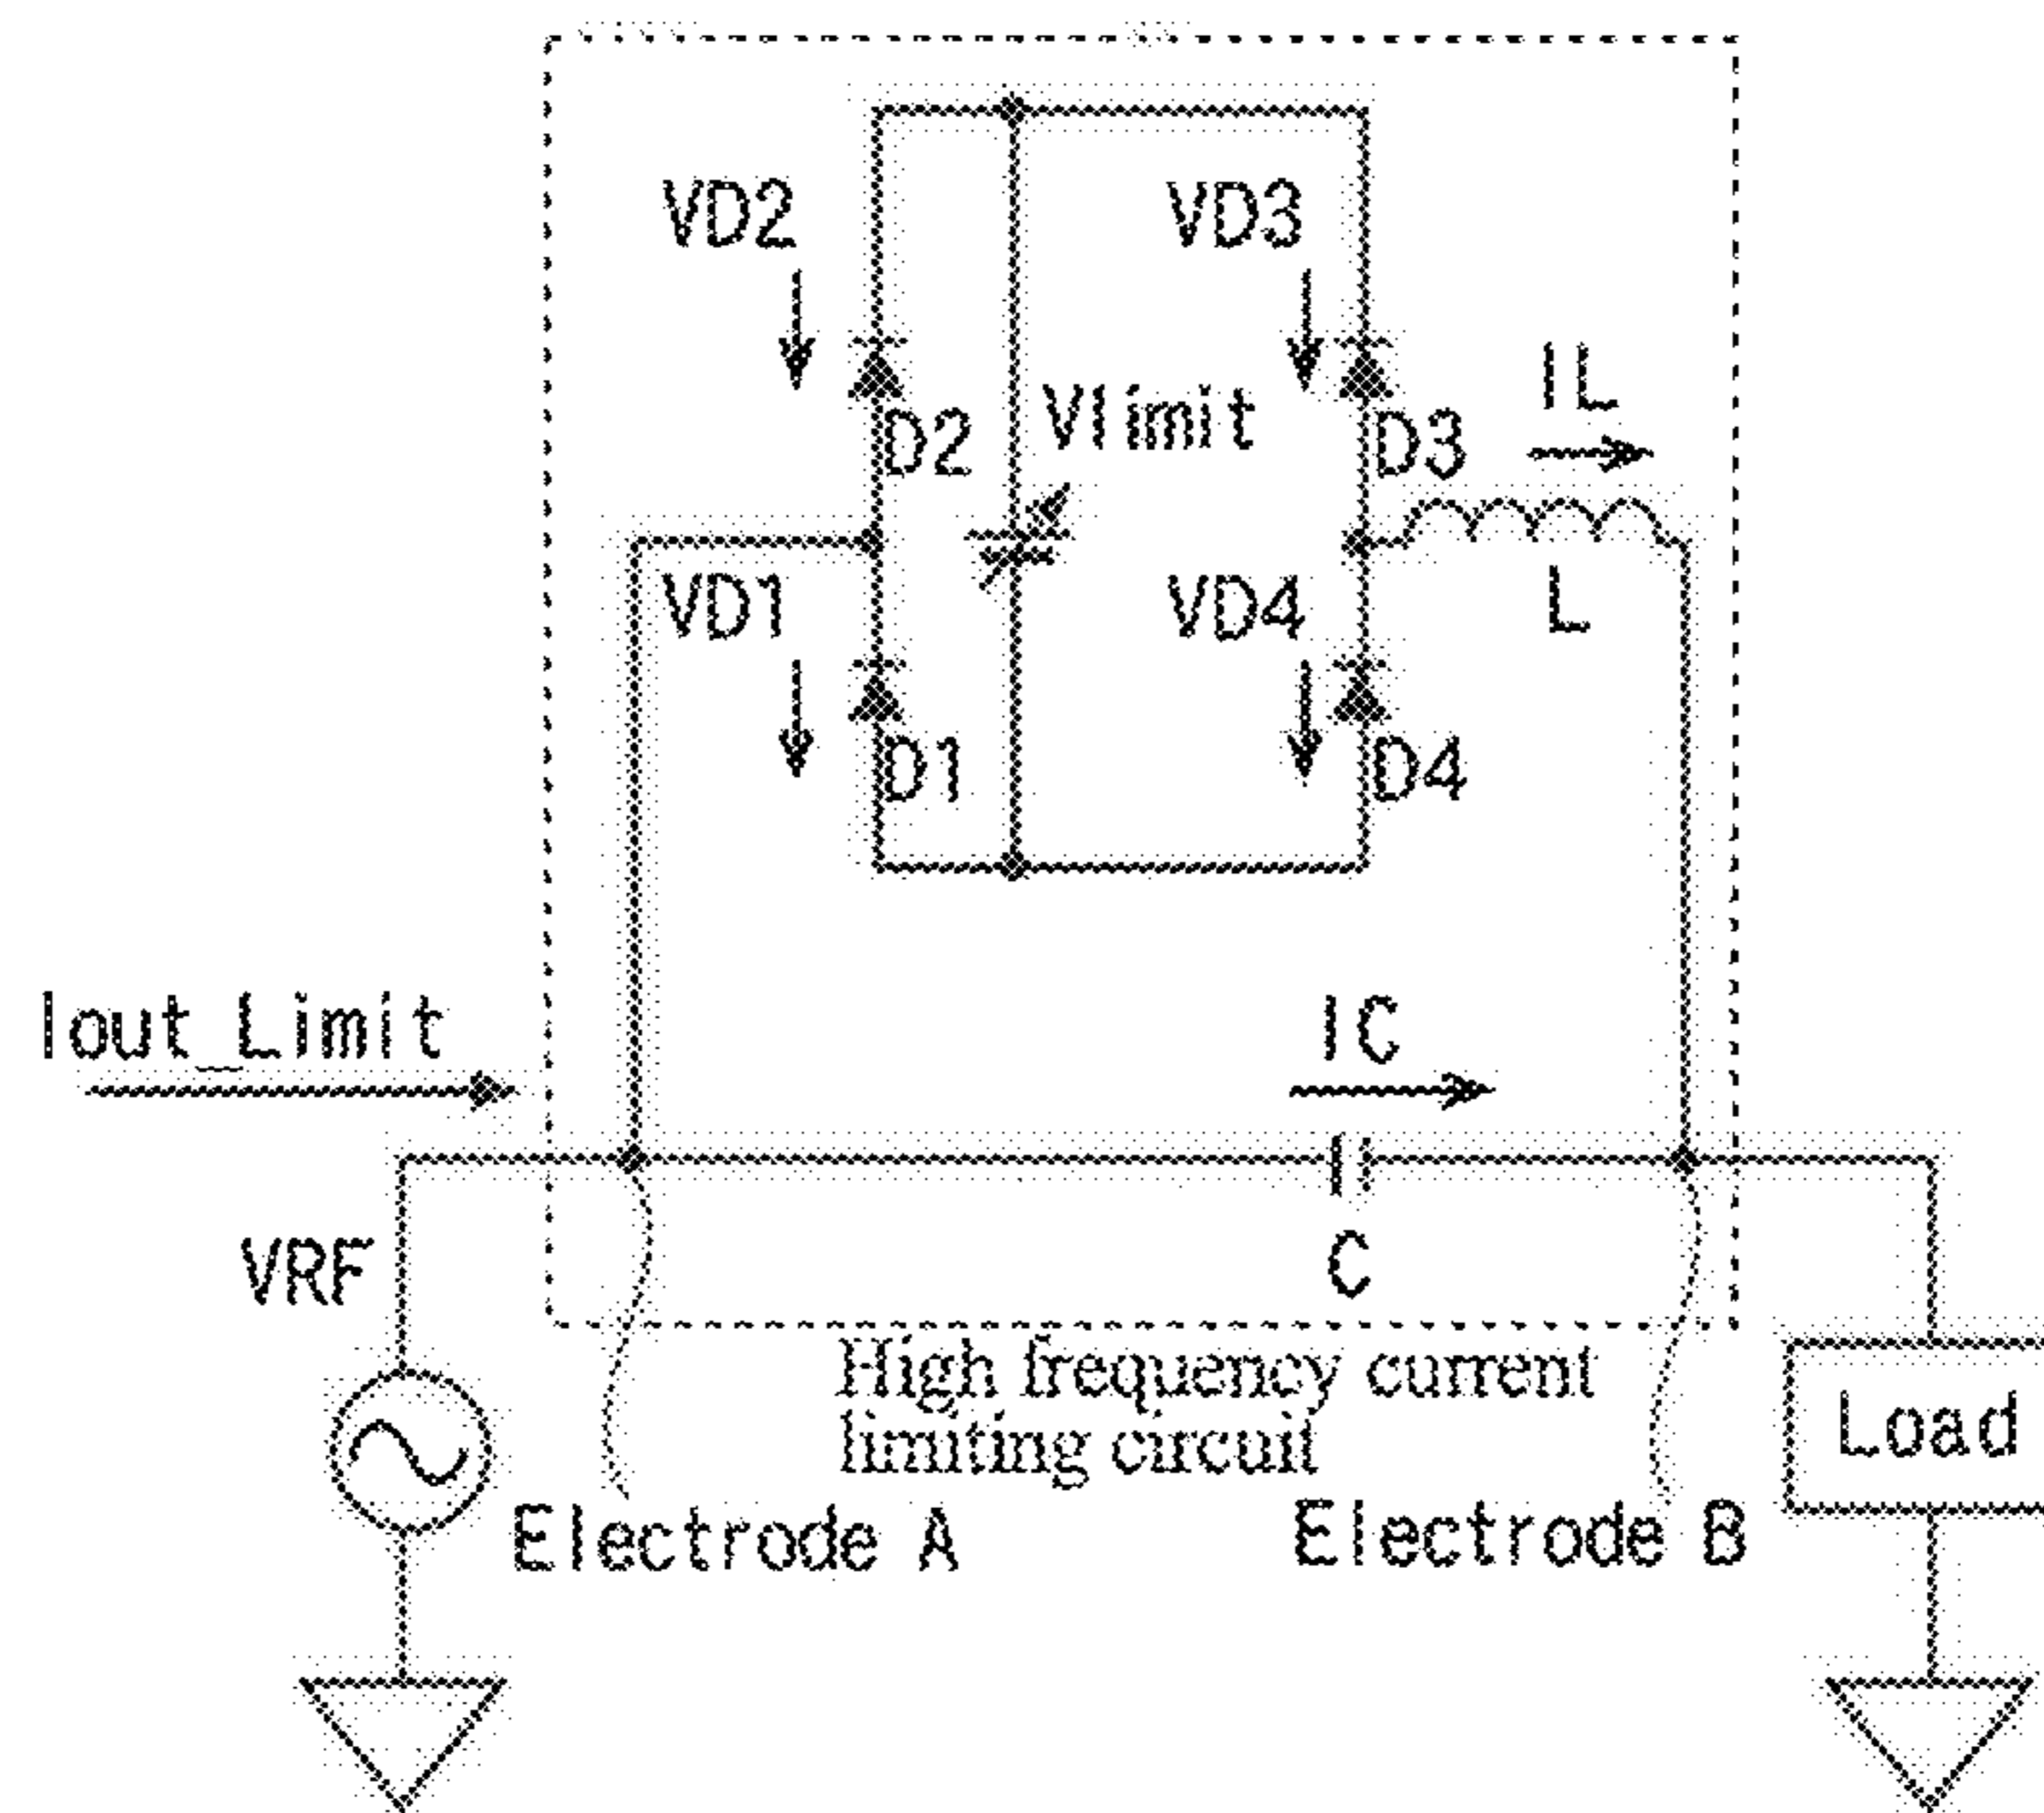 VD2
VD3
IL
Vlimit
D2
D3
VD1
VD4
L
D1
D4
Iout_Limit
IC
VRF
C
High frequency current
limiting circuit
Load
Electrode A
Electrode B